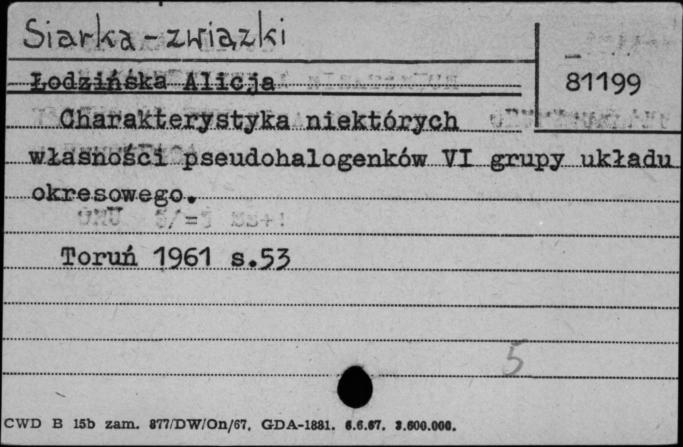 Siarka - związki
Łodzińska Alicja
81199
Charakterystyka niektórych
własności pseudohalogenków VI grupy układu
okresowego.
Toruń 1961 s.53
5
CWD B 15b zam. 877/DW/On/67. GDA-1881. 6.6.67. 3.600.000.